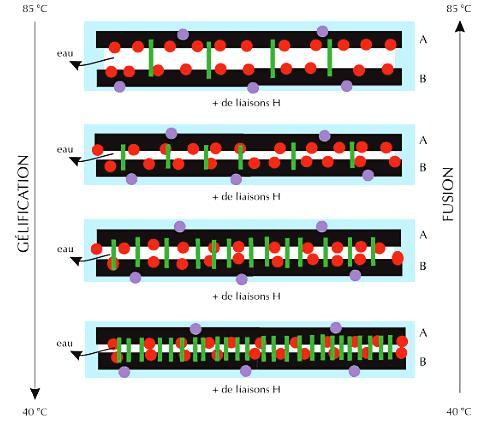 85 °C
85 °C
A
eau
B
+ de liaisons H
A
eau
B
+ de liaisons H
GÉLIFICATION
FUSION
A
eau
B
+ de liaisons H
A
eau
B
+ de liaisons H
40 °C
40 °C